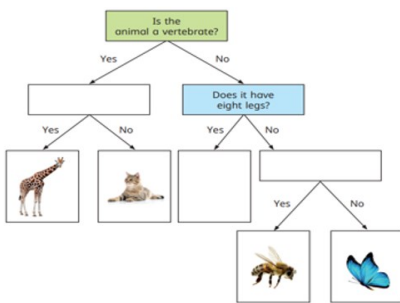 Is the
animal a vertebrate?
Yes
No
Does it have
eight legs?
Yes
No
Yes
No
Yes
No